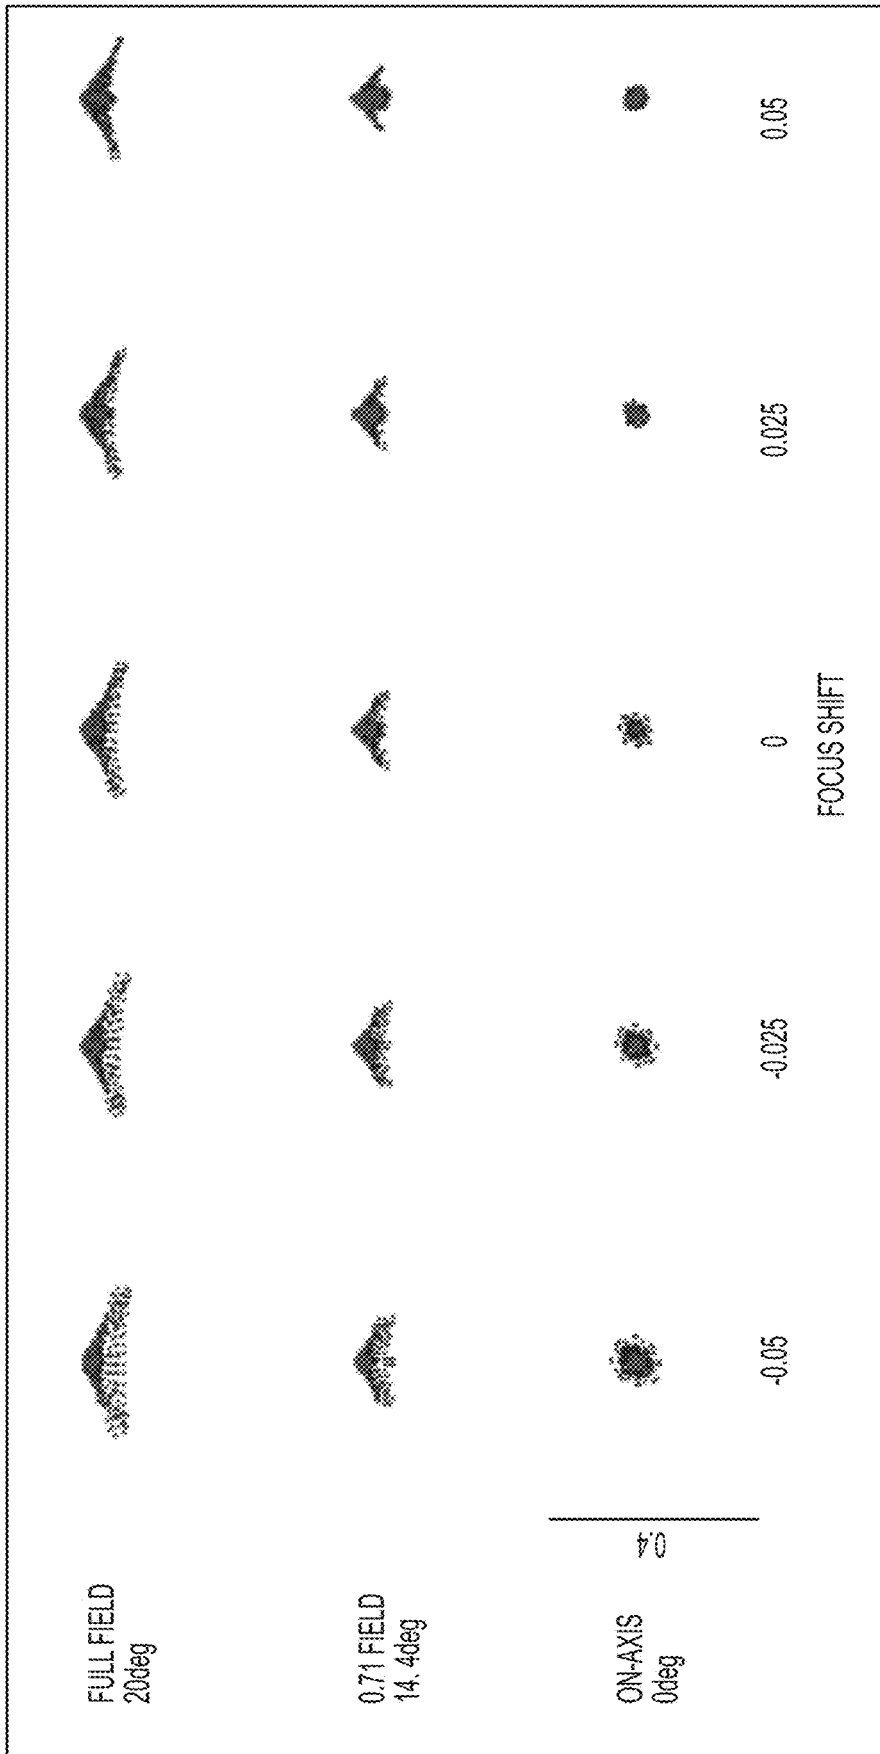 FULL FIELD
20deg
0.71 FIELD
14. 4deg
ON-AXIS
0deg
0.4
-0.05
-0.025
0
0.025
0.05
FOCUS SHIFT